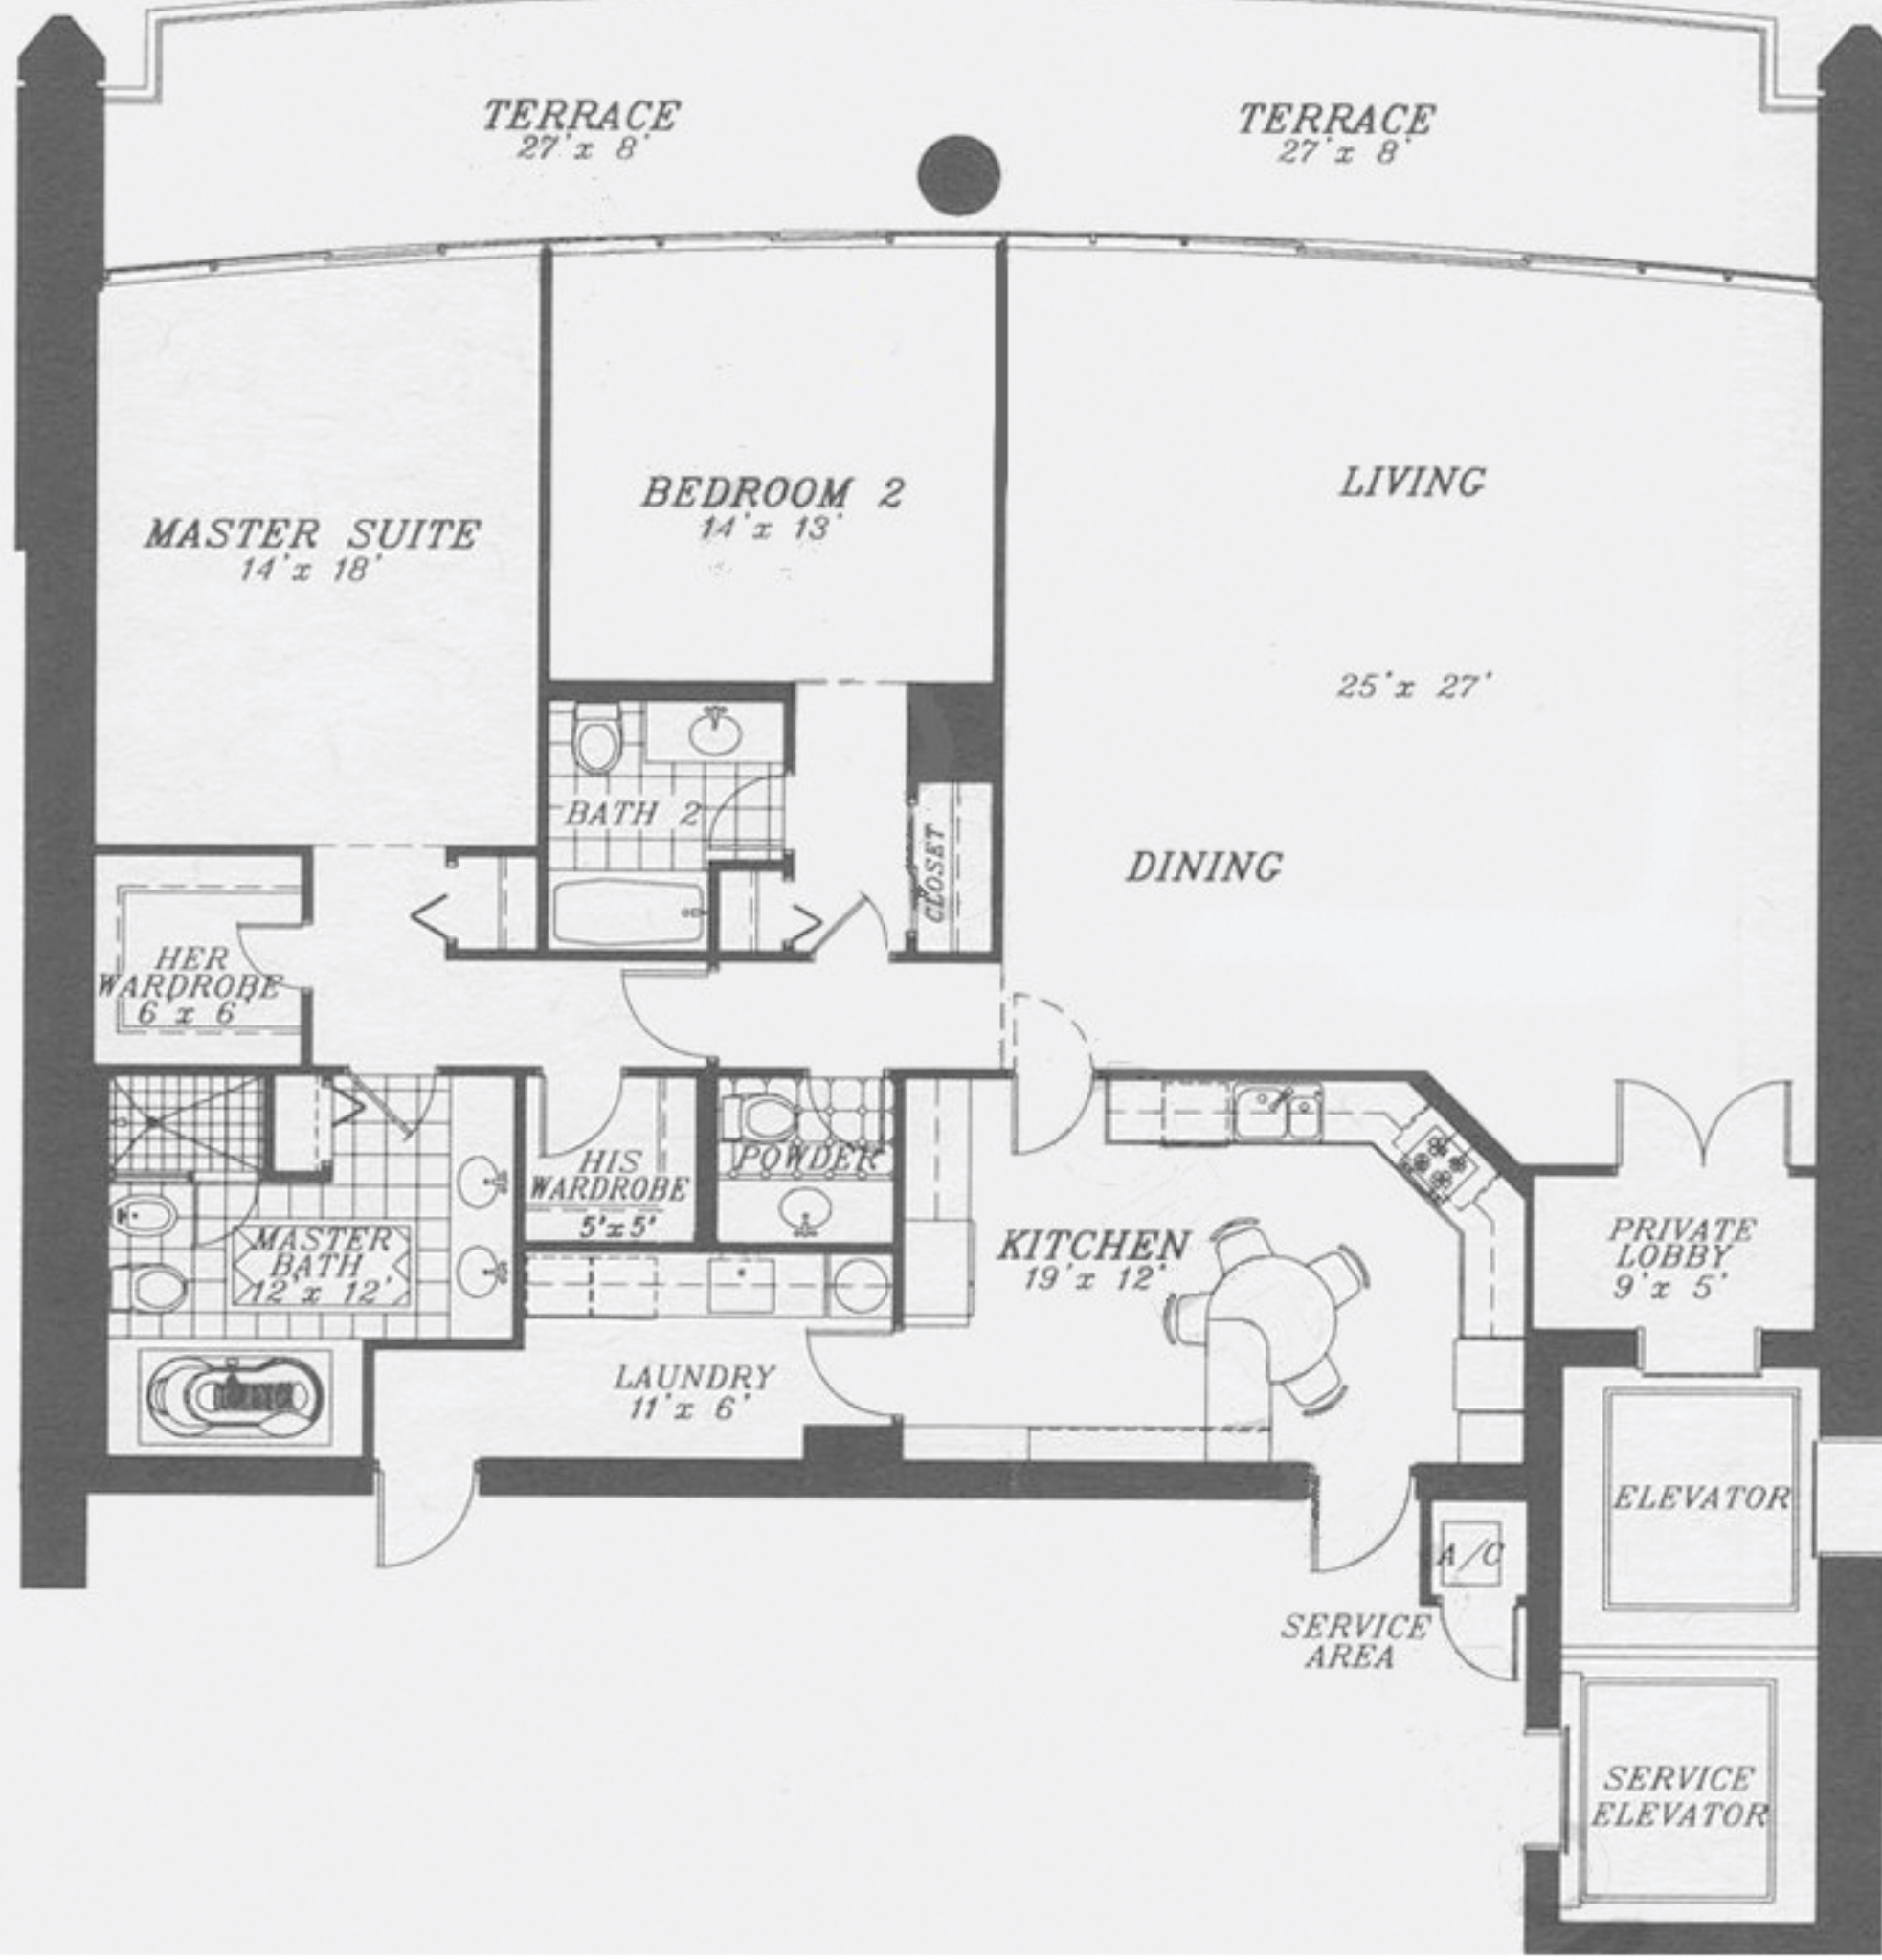 TERRACE
27'x 8'
TERRACE
27'x 8'
LIVING
BEDROOM 2
14'x 13'
MASTER SUITE
14'x 18'
25'x 27'
BATH 2
CLOSET
DINING
HER
WARDROBE
6'x 6'
HIS
WARDROBE
5'x5'
POWDER
MASTER
BATH
12'x 12'
KITCHEN
19'x 12'
PRIVATE
LOBBY
9'x 5'
LAUNDRY
11'x 6'
ELEVATOR
A/C
SERVICE
AREA
SERVICE
ELEVATOR